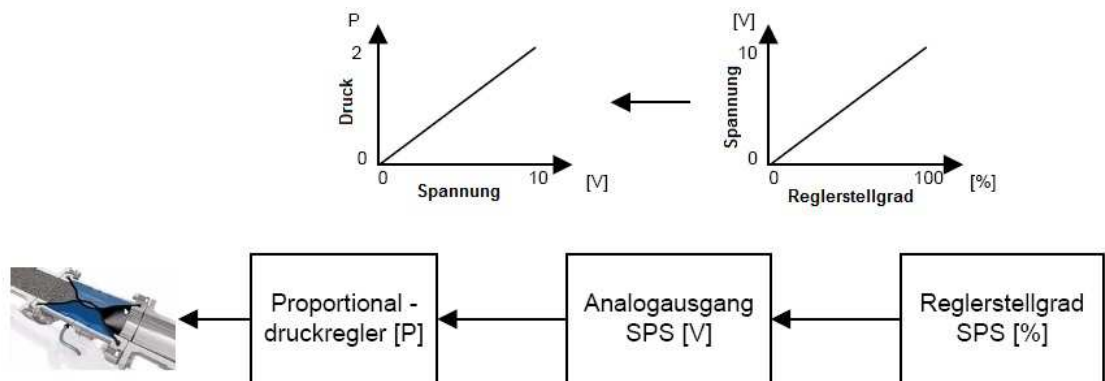 P
2
Druck
0
0
Spannung
10
[V]
[V]
10
Spannung
0
0
Reglerstellgrad
100
[%]
Proportional -
druckregler [P]
Analogausgang
SPS [V]
Reglerstellgrad
SPS [%]